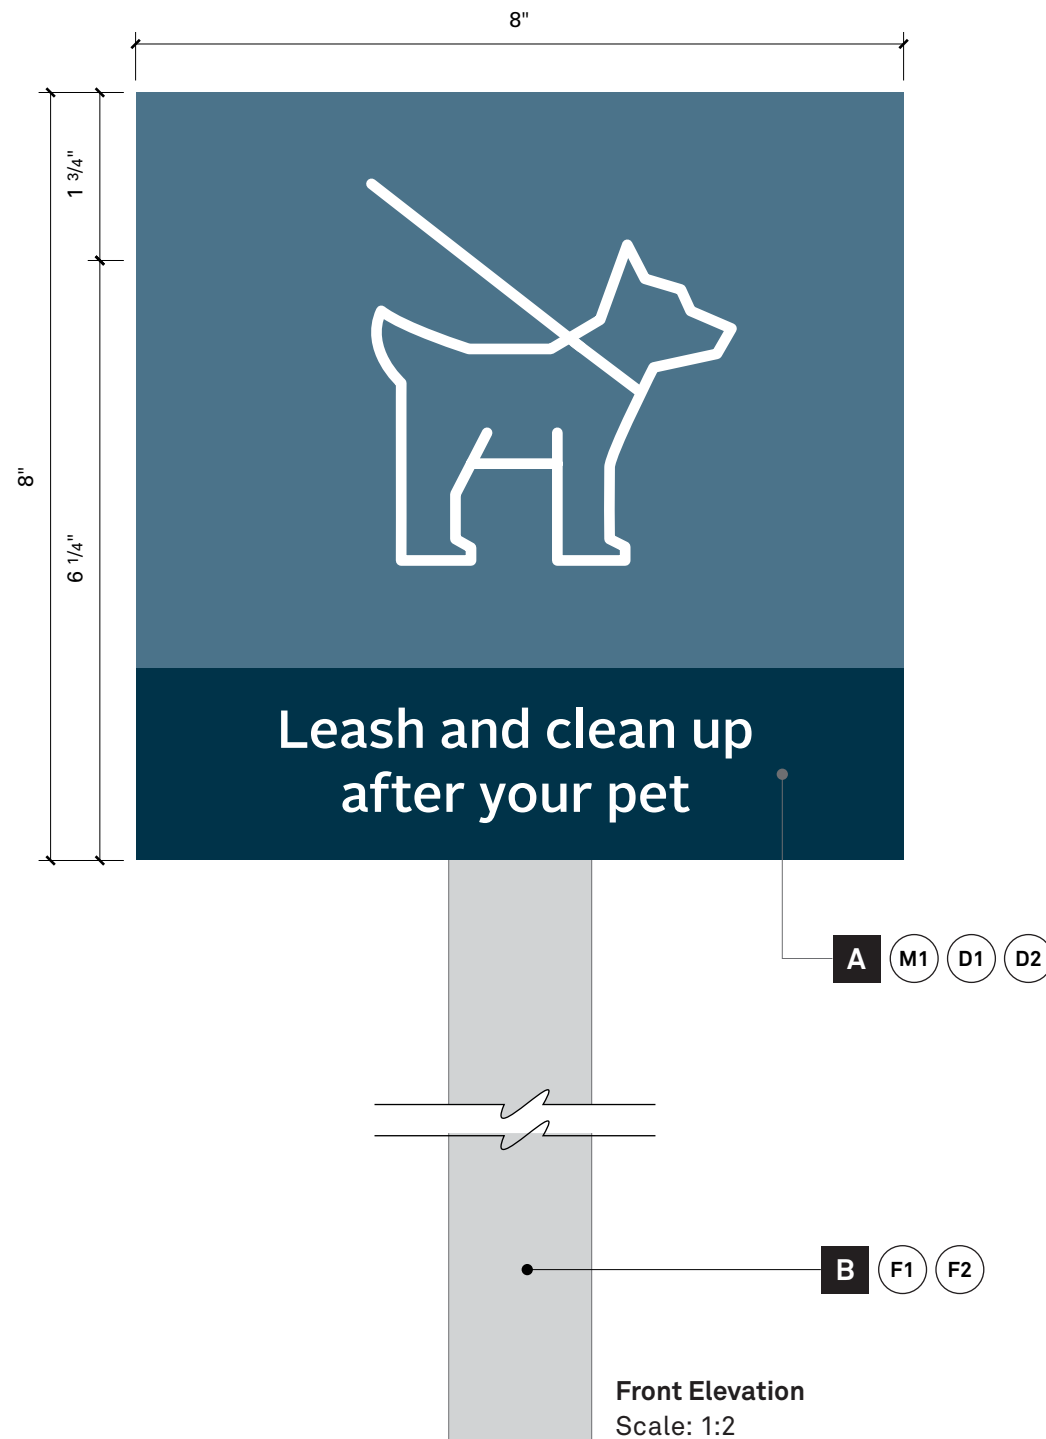 8"
1 3/4"
8"
6 1/4"
Leash and clean up
after your pet
A M1 D1 D2
B F1 F2
Front Elevation
Scale: 1:2